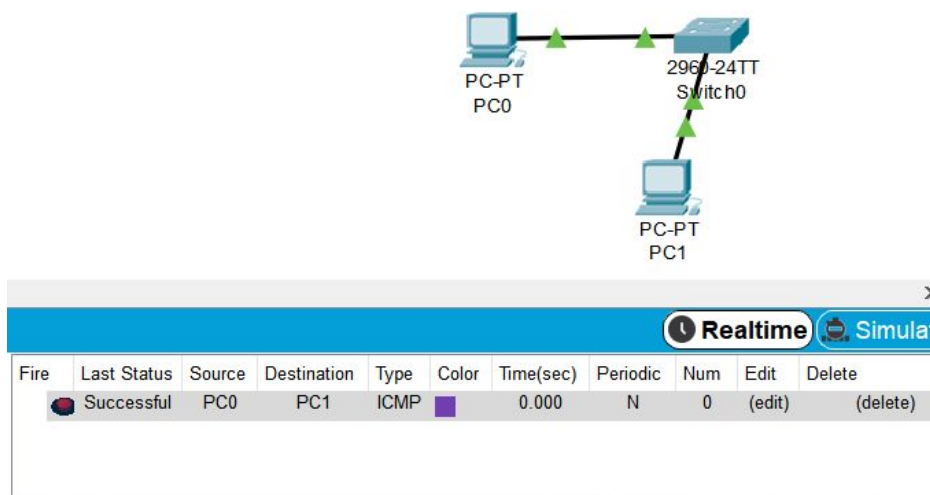 PC-PT
PC0
2960-24TT
Switch0
PC-PT
PC1
Realtime
Fire Last Status Source Destination Type Color Time(sec) Periodic Num Edit Delete
Successful PC0 PC1 ICMP 0.000 N 0 (edit) (delete)